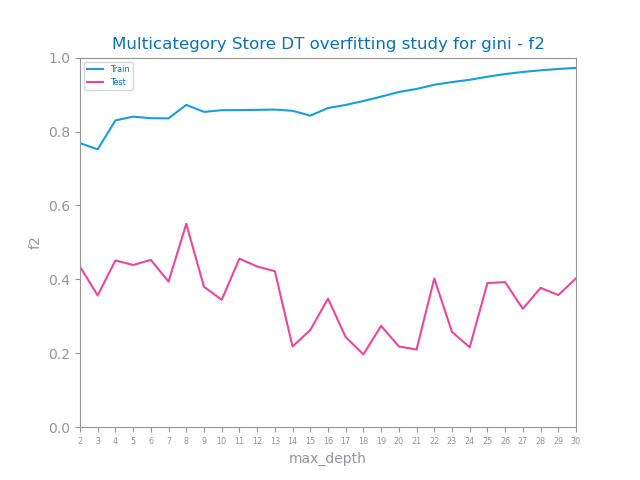 Multicategory Store DT overfitting study for gini - f2
Train
Test
1.0
0.8
0.6
0.4
0.2
0.0
f2
2 3 4 5 6 7 8 9 10 11 12 13 14 15 16 17 18 19 20 21 22 23 24 25 26 27 28 29 30
max_depth